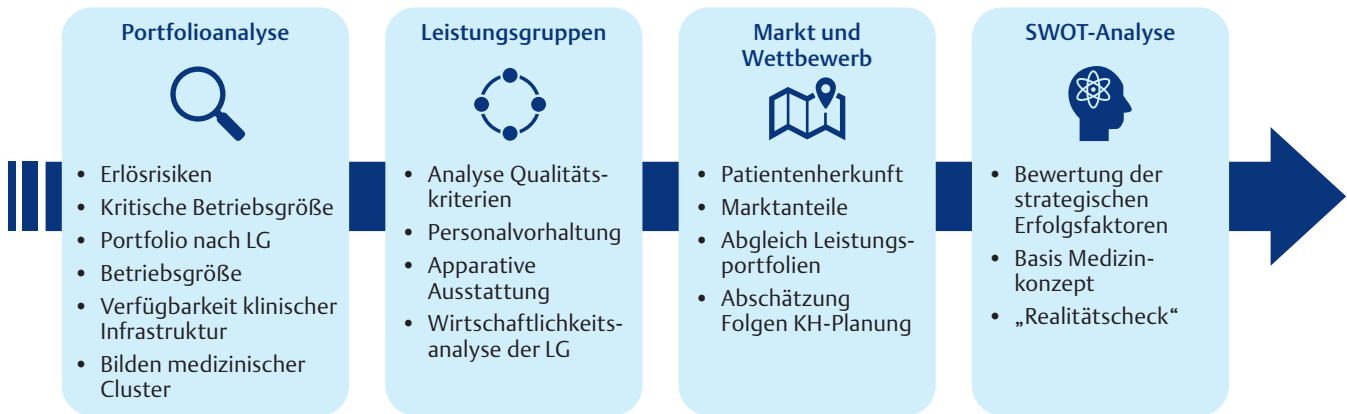 Portfolioanalyse
• Erlösrisiken
• Kritische Betriebsgröße
• Portfolio nach LG
• Betriebsgröße
• Verfügbarkeit klinischer
Infrastruktur
• Bilden medizinischer
Cluster
Leistungsgruppen
• Analyse Qualitäts-
kriterien
• Personalvorhaltung
• Apparative
Ausstattung
• Wirtschaftlichkeits-
analyse der LG
Markt und
Wettbewerb
• Patientenherkunft
• Marktanteile
• Abgleich Leistungs-
portfolien
• Abschätzung
Folgen KH-Planung
SWOT-Analyse
• Bewertung der
strategischen
Erfolgsfaktoren
• Basis Medizin-
konzept
• „Realitätscheck“